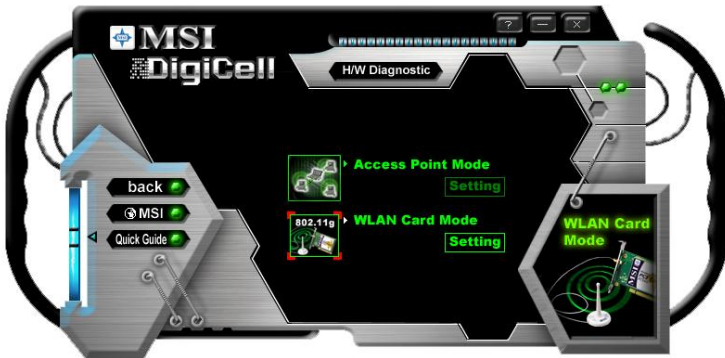 MSI
DigiCell
?
H/W Diagnostic
Access Point Mode
Setting
802.11g
WLAN Card Mode
Setting
back
MSI
Quick Guide
WLAN Card
Mode
MSI